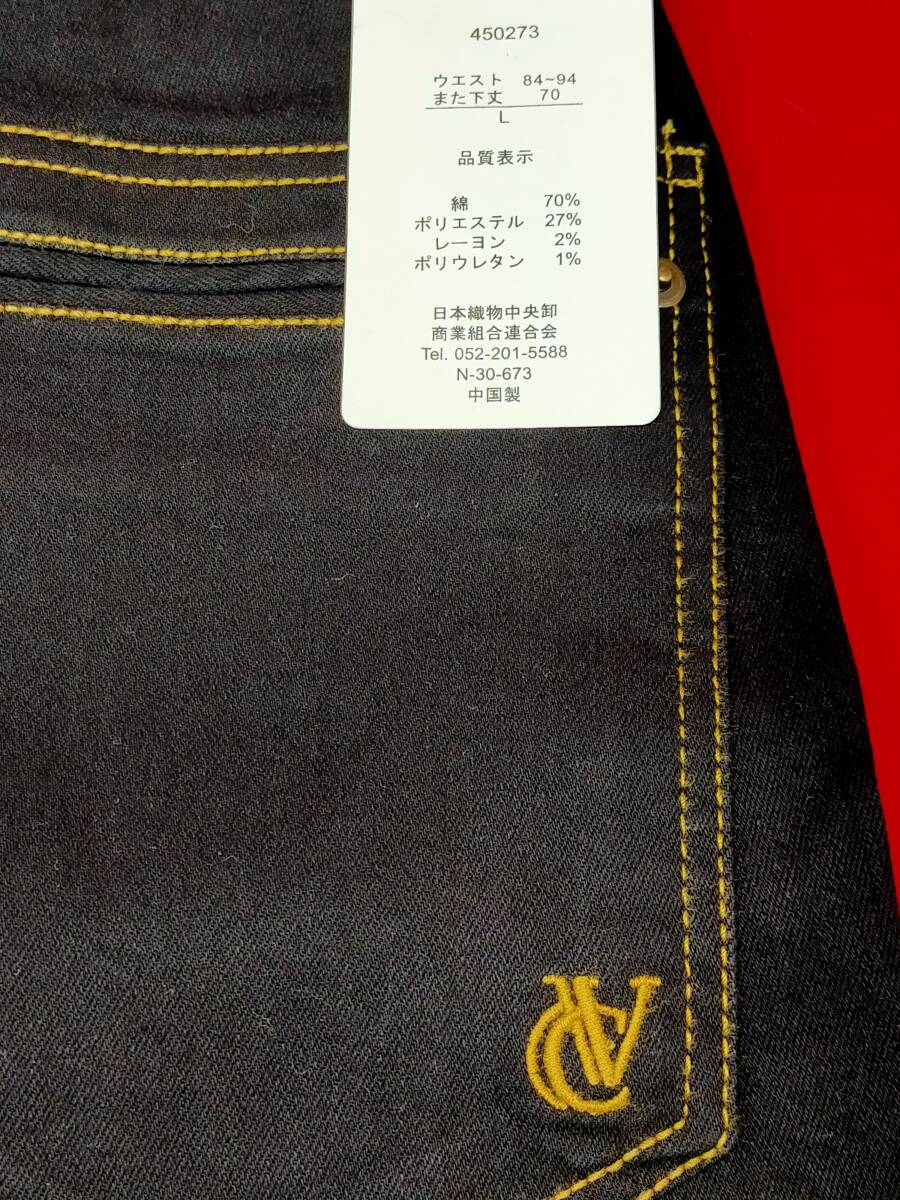 450273
ウエスト 84~94
また下丈 70
L
品質表示
綿 70%
ポリエステル 27%
レーヨン 2%
ポリウレタン 1%
日本織物中央卸
商業組合連合会
Tel. 052-201-5588
N-30-673
中国製